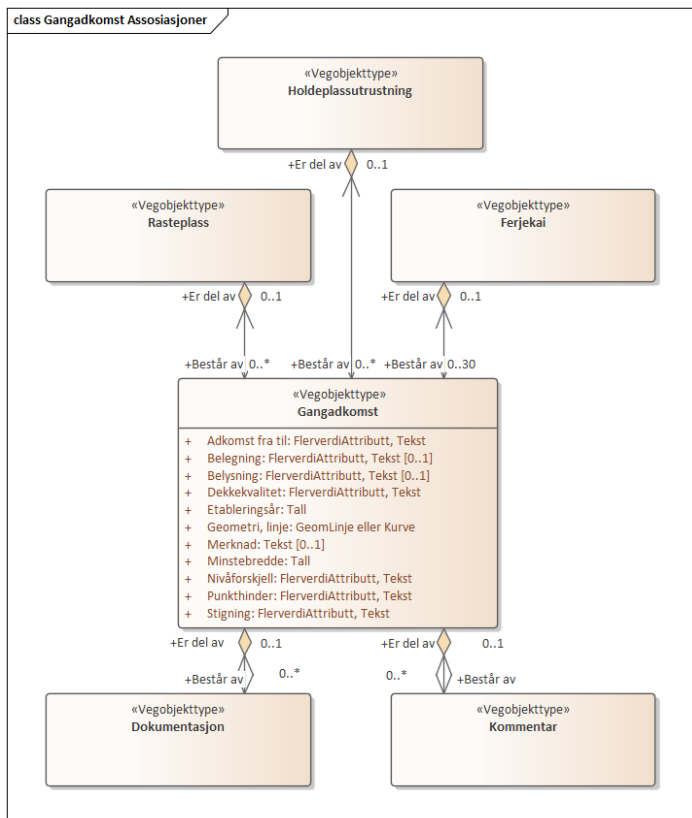 class Gangadkomst Assosiasjoner
«Vegobjekttype»
Holdeplassutrustning
+Er del av 0..1
«Vegobjekttype»
Rasteplass
«Vegobjekttype»
Ferjekai
+Er del av 0..1
+Er del av 0..1
+Består av 0..*
+Består av 0..*
+Består av 0..30
«Vegobjekttype»
Gangadkomst
+ Adkomst fra til: FlerverdiAttributt, Tekst
+ Belegning: FlerverdiAttributt, Tekst [0..1]
+ Belysning: FlerverdiAttributt, Tekst [0..1]
+ Dekkekvalitet: FlerverdiAttributt, Tekst
+ Etableringsår: Tall
+ Geometri, linje: GeomLinje eller Kurve
+ Merknad: Tekst [0..1]
+ Minstebredde: Tall
+ Nivåforskjell: FlerverdiAttributt, Tekst
+ Punkthinder: FlerverdiAttributt, Tekst
+ Stigning: FlerverdiAttributt, Tekst
+Er del av 0..1
+Er del av 0..1
+Består av 0..*
0..* +Består av
«Vegobjekttype»
Dokumentasjon
«Vegobjekttype»
Kommentar